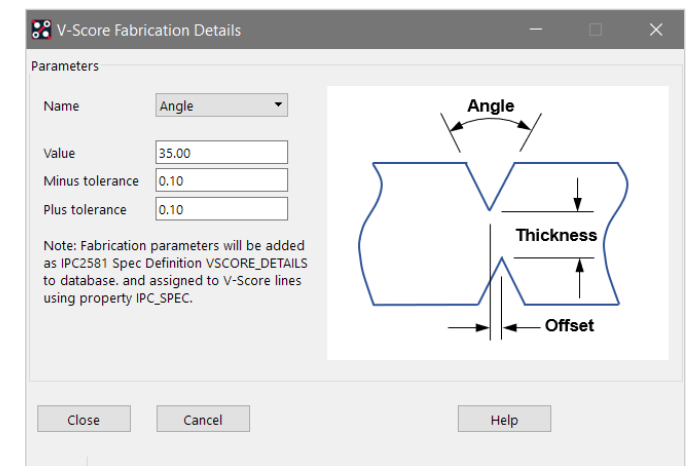 V-Score Fabrication Details
Parameters
Name
Angle
Value
35.00
Minus tolerance
0.10
Plus tolerance
0.10
Note: Fabrication parameters will be added
as IPC2581 Spec Definition VSCORE_DETAILS
to database. and assigned to V-Score lines
using property IPC_SPEC.
Angle
Thickness
Offset
Close
Cancel
Help